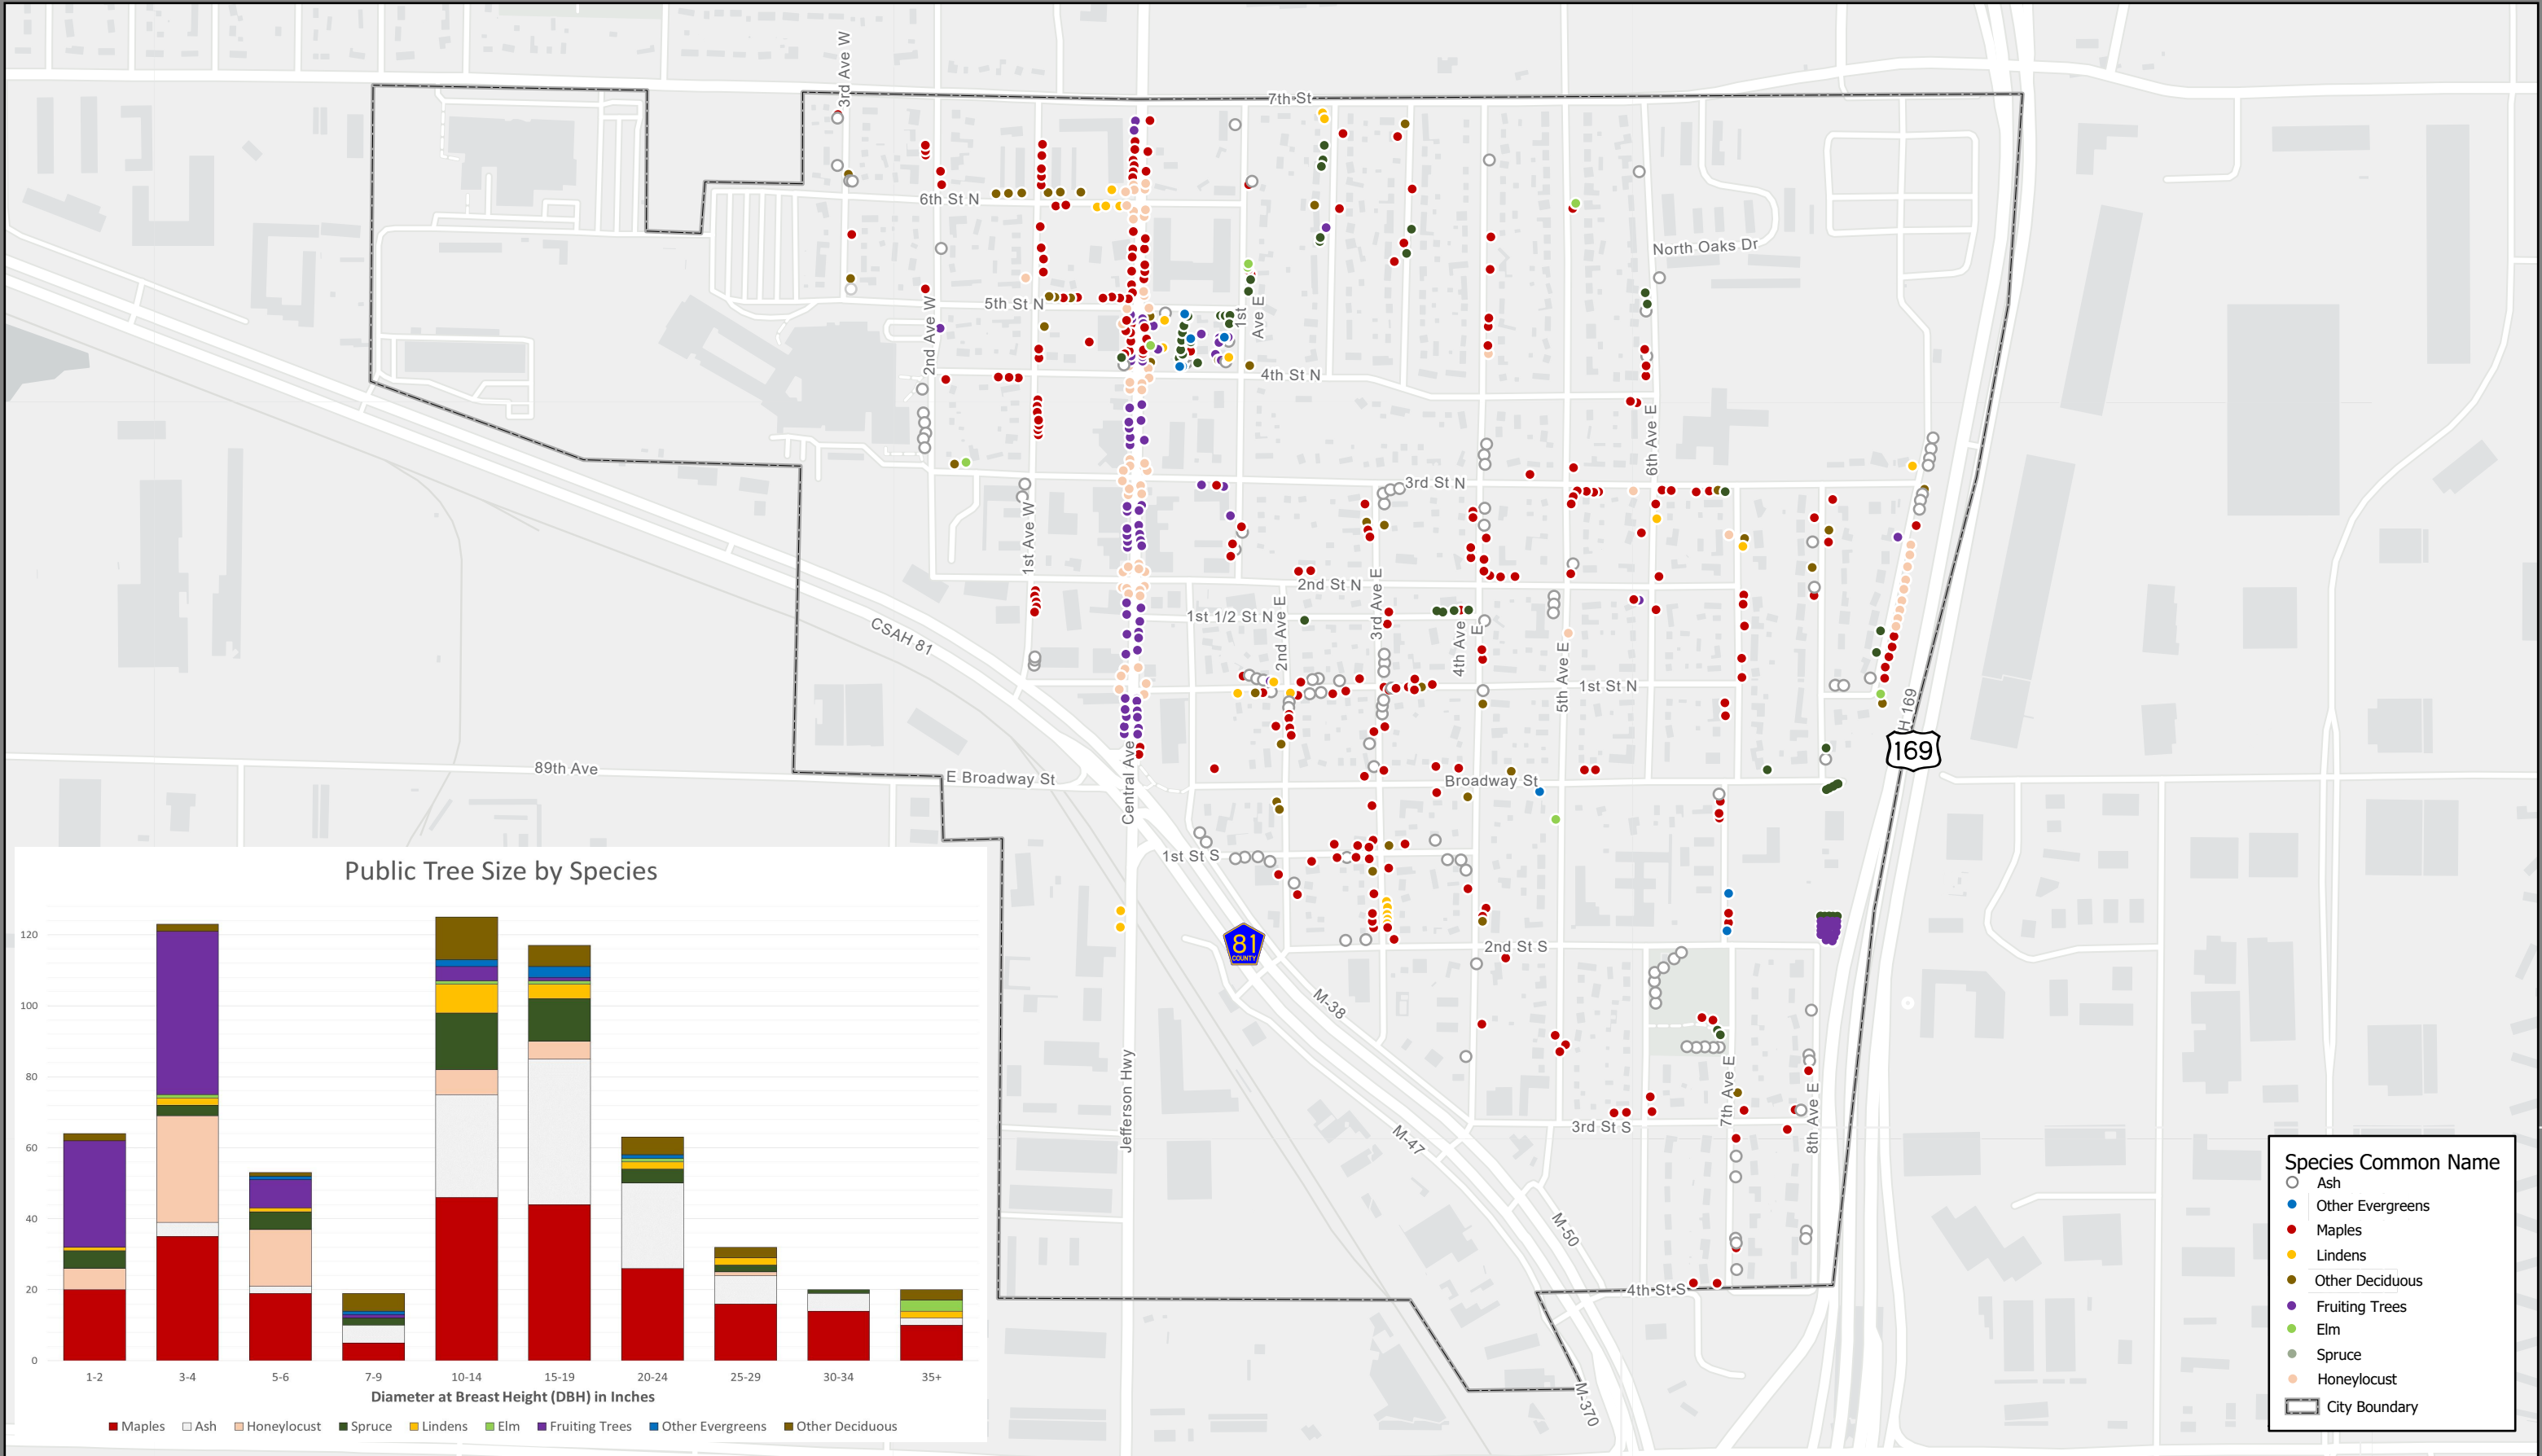 3rd Ave W
7th St
6th St N
North Oaks Dr
5th St N
1st
Ave E
2nd Ave W
4th St N
6th Ave E
3rd St N
1st Ave W
2nd St N
3rd Ave E
1st 1/2 St N
2nd Ave E
4th Ave
E
CSAH 81
5th Ave E
1st St N
H 169
169
Central Ave
89th Ave
E Broadway St
Broadway St
1st St S
81
COUNTY
2nd St S
M-38
Jefferson Hwy
7th Ave E
8th Ave E
3rd St S
M-47
M-50
4th St S
M-370
Public Tree Size by Species
120
100
80
60
40
20
0
1-2 3-4 5-6 7-9 10-14 15-19 20-24 25-29 30-34 35+
Diameter at Breast Height (DBH) in Inches
Maples Ash Honeylocust Spruce Lindens Elm Fruiting Trees Other Evergreens Other Deciduous
Species Common Name
Ash
Other Evergreens
Maples
Lindens
Other Deciduous
Fruiting Trees
Elm
Spruce
Honeylocust
City Boundary